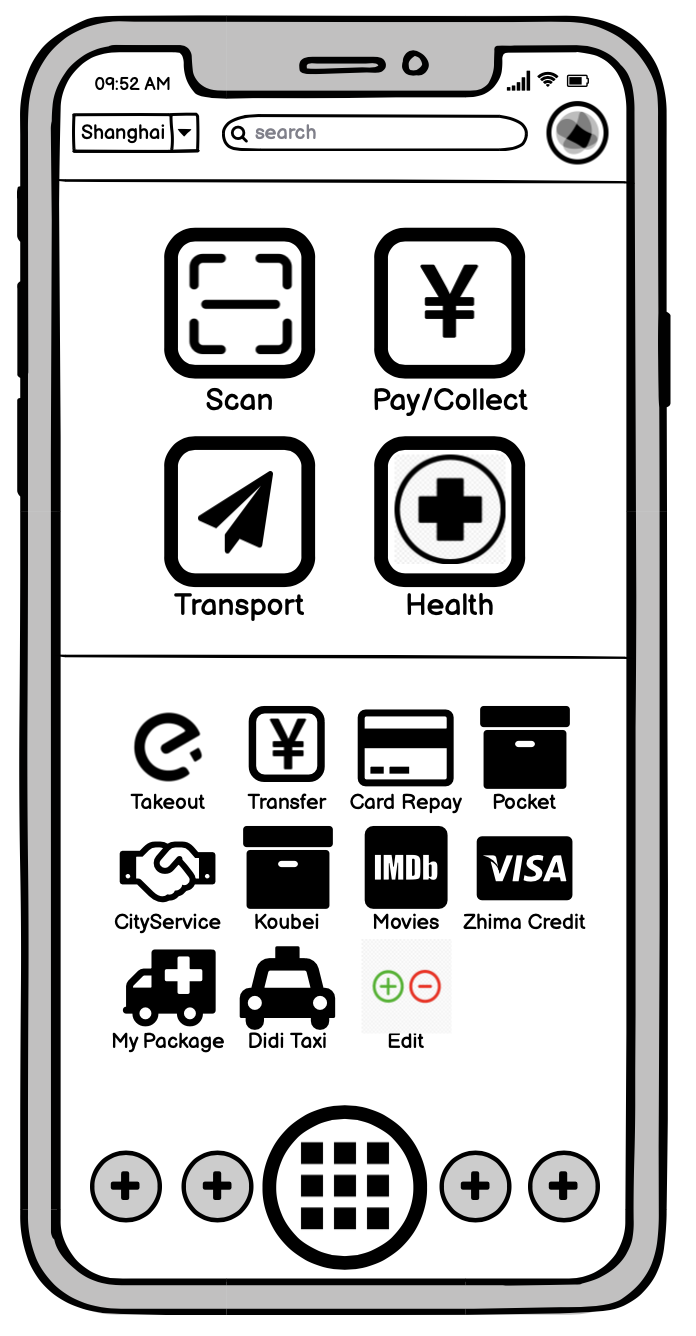 09:52 AM
Shanghai
search
¥
Scan
Pay/Collect
Transport
Health
¥
Takeout
Transfer
Card Repay
Pocket
IMDb
VISA
CityService
Koubei
Movies
Zhima Credit
My Package
Didi Taxi
Edit